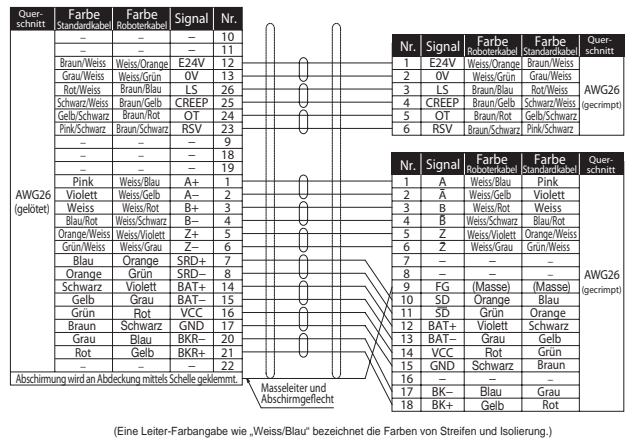 Quer-schnitt Farbe Standardkabel Farbe Roboterkabel Signal Nr.
– – – 10
– – – 11
Braun/Weiss Weiss/Orange E24V 12
Grau/Weiss Weiss/Grün 0V 13
Rot/Weiss Braun/Blau LS 26
Schwarz/Weiss Braun/Gelb CREEP 25
Gelb/Schwarz Braun/Rot OT 24
Pink/Schwarz Braun/Schwarz RSV 23
– – – 9
– – – 18
– – – 19
AWG26 (gelötet)
Pink Weiss/Blau A+ 1
Violett Weiss/Gelb A– 2
Weiss Weiss/Rot B+ 3
Blau/Rot Weiss/Schwarz B– 4
Orange/Weiss Weiss/Violett Z+ 5
Grün/Weiss Weiss/Grau Z– 6
Blau Orange SRD+ 7
Orange Grün SRD– 8
Schwarz Violett BAT+ 14
Gelb Grau BAT– 15
Grün Rot VCC 16
Braun Schwarz GND 17
Grau Blau BKR– 20
Rot Gelb BKR+ 21
– – – 22
Abschirmung wird an Abdeckung mittels Schelle geklemmt.
Masseleiter und
Abschirmgeflecht
Nr. Signal Farbe Roboterkabel Farbe Standardkabel Quer-schnitt
1 E24V Weiss/Orange Braun/Weiss
2 0V Weiss/Grün Grau/Weiss
3 LS Braun/Blau Rot/Weiss
4 CREEP Braun/Gelb Schwarz/Weiss
5 OT Braun/Rot Gelb/Schwarz
6 RSV Braun/Schwarz Pink/Schwarz
AWG26 (gecrimpt)
Nr. Signal Farbe Roboterkabel Farbe Standardkabel Quer-schnitt
1 A Weiss/Blau Pink
2 A̅ Weiss/Gelb Violett
3 B Weiss/Rot Weiss
4 B̅ Weiss/Schwarz Blau/Rot
5 Z Weiss/Violett Orange/Weiss
6 Z̅ Weiss/Grau Grün/Weiss
7 – – –
8 – – –
9 FG (Masse) (Masse)
10 SD Orange Blau
11 S̅D̅ Grün Orange
12 BAT+ Violett Schwarz
13 BAT– Grau Gelb
14 VCC Rot Grün
15 GND Schwarz Braun
16 – – –
17 BK– Blau Grau
18 BK+ Gelb Rot
AWG26 (gecrimpt)
(Eine Leiter-Farbangabe wie „Weiss/Blau“ bezeichnet die Farben von Streifen und Isolierung.)